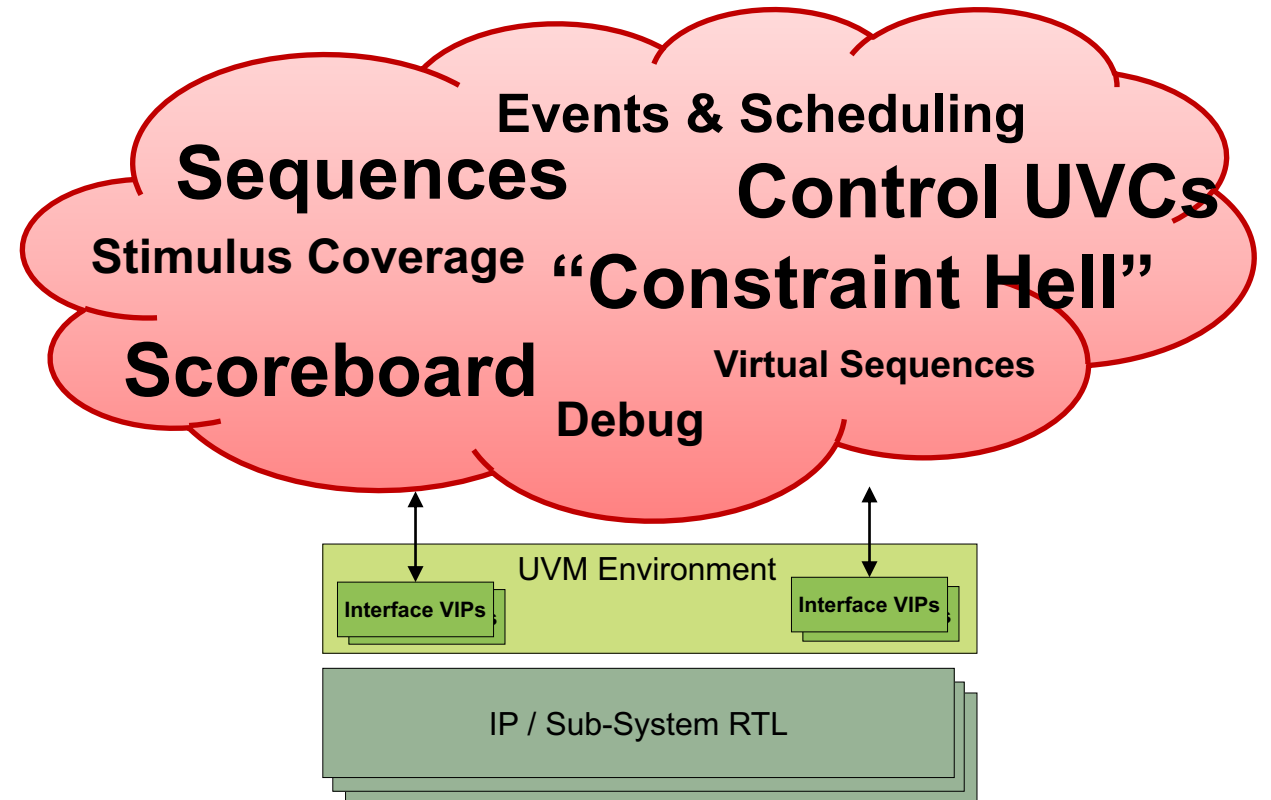 Events & Scheduling
Sequences
Control UVCs
Stimulus Coverage
“Constraint Hell”
Scoreboard
Virtual Sequences
Debug
UVM Environment
Interface VIPs
Interface VIPs
IP / Sub-System RTL